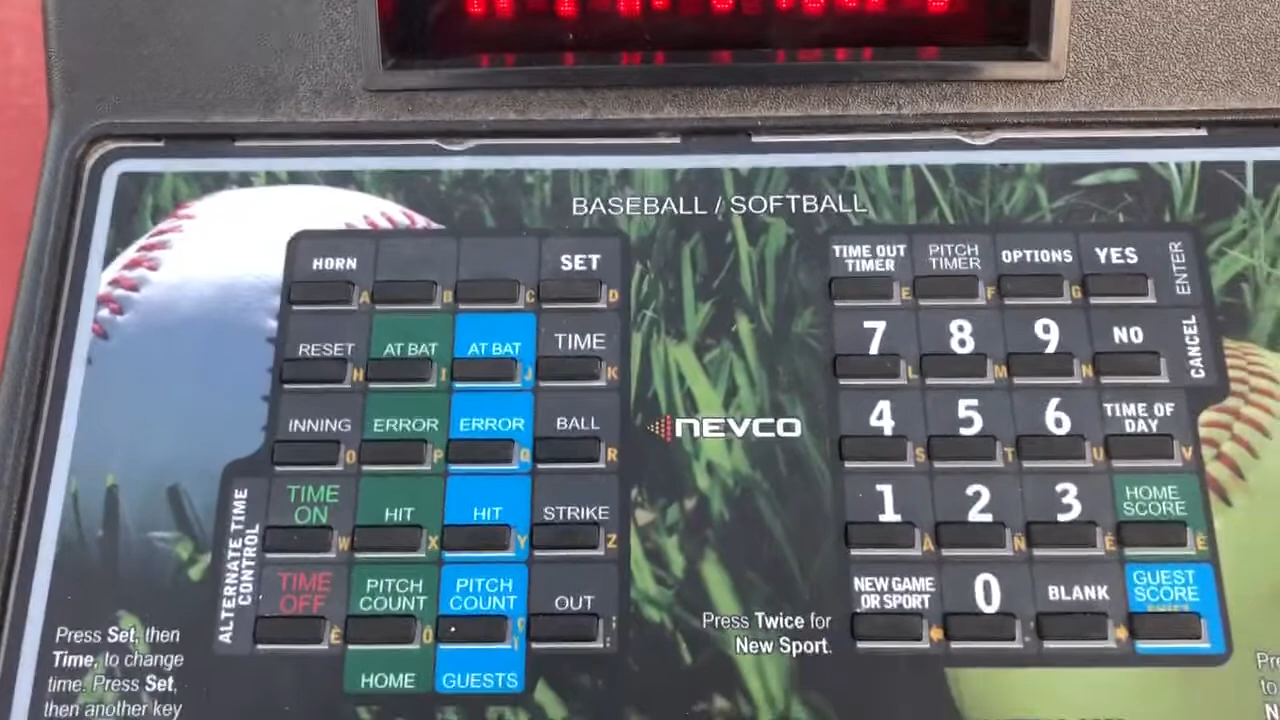 BASEBALL / SOFTBALL
HORN
SET
A
B
C
D
RESET
AT BAT
AT BAT
TIME
H
I
J
K
INNING
ERROR
ERROR
BALL
O
P
Q
R
ALTERNATE TIME
CONTROL
TIME
ON
HIT
HIT
STRIKE
W
X
Y
Z
TIME
OFF
PITCH
COUNT
PITCH
COUNT
OUT
HOME
GUESTS
Press Set, then
Time, to change
time. Press Set,
then another key
NEVCO
TIME OUT
TIMER
PITCH
TIMER
OPTIONS
YES
ENTER
E
F
G
7
8
9
NO
CANCEL
L
M
N
4
5
6
TIME OF
DAY
S
T
U
V
1
2
3
HOME
SCORE
À
Ñ
NEW GAME
OR SPORT
0
BLANK
GUEST
SCORE
Press Twice for
New Sport.